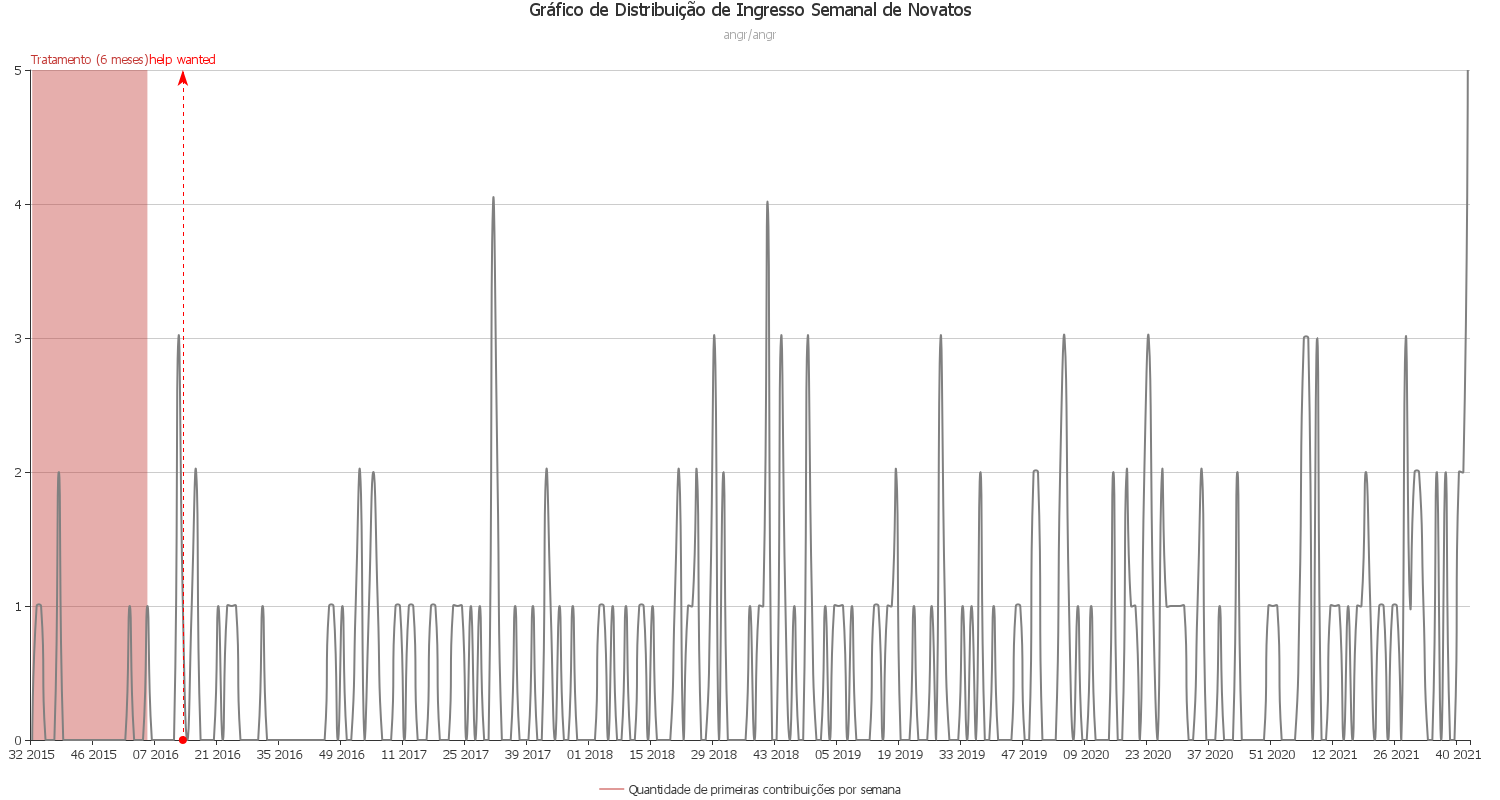 Gráfico de Distribuição de Ingresso Semanal de Novatos
angr/angr
Tratamento (6 meses) help wanted
5
4
3
2
1
0
32 2015 46 2015 07 2016 21 2016 35 2016 49 2016 11 2017 25 2017 39 2017 01 2018 15 2018 29 2018 43 2018 05 2019 19 2019 33 2019 47 2019 09 2020 23 2020 37 2020 51 2020 12 2021 26 2021 40 2021
Quantidade de primeiras contribuições por semana